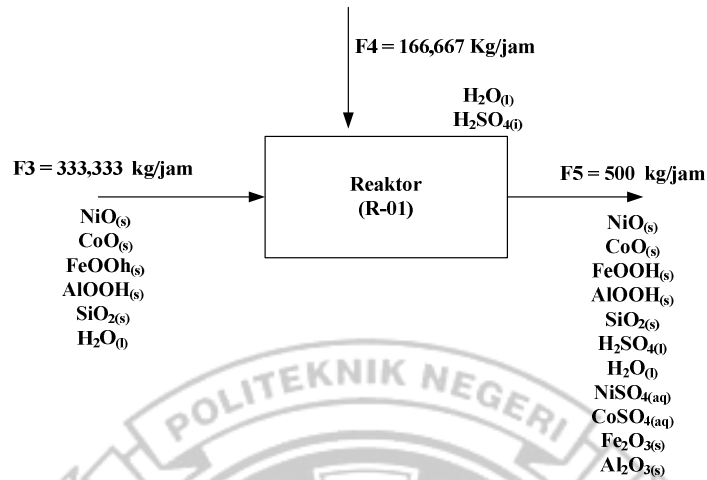 F4 = 166,667 Kg/jam
H₂O₍ₗ₎
H₂SO₄₍ᵢ₎
F3 = 333,333 kg/jam
NiO₍ₛ₎
CoO₍ₛ₎
FeOOh₍ₛ₎
AlOOH₍ₛ₎
SiO₂₍ₛ₎
H₂O₍ₗ₎
Reaktor
(R-01)
F5 = 500 kg/jam
NiO₍ₛ₎
CoO₍ₛ₎
FeOOH₍ₛ₎
AlOOH₍ₛ₎
SiO₂₍ₛ₎
H₂SO₄₍ₗ₎
H₂O₍ₗ₎
NiSO₄(aq)
CoSO₄(aq)
Fe₂O₃₍ₛ₎
Al₂O₃₍ₛ₎
POLITEKNIK NEGERI